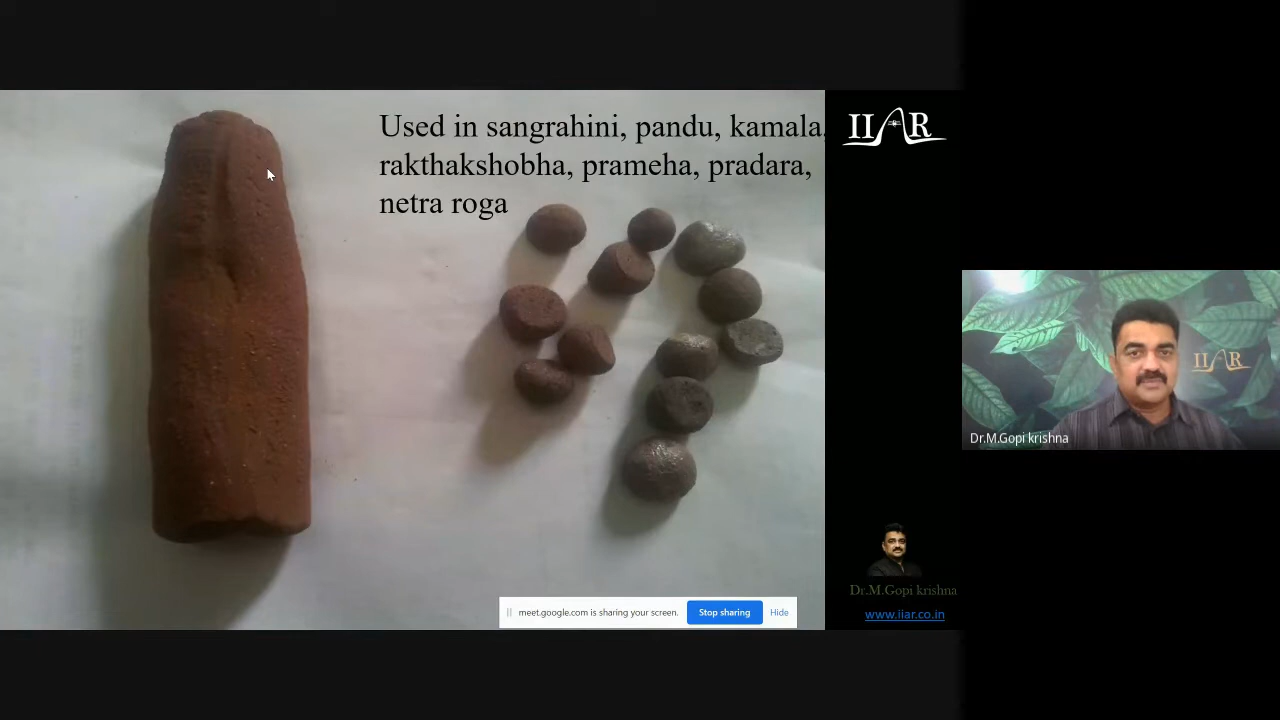 Used in sangrahini, pandu, kamala,
rakthakshobha, prameha, pradara,
netra roga
IIAR
IIAR
Dr.M.Gopi krishna
Dr.M.Gopi krishna
www.iiar.co.in
meet.google.com is sharing your screen.
Stop sharing
Hide